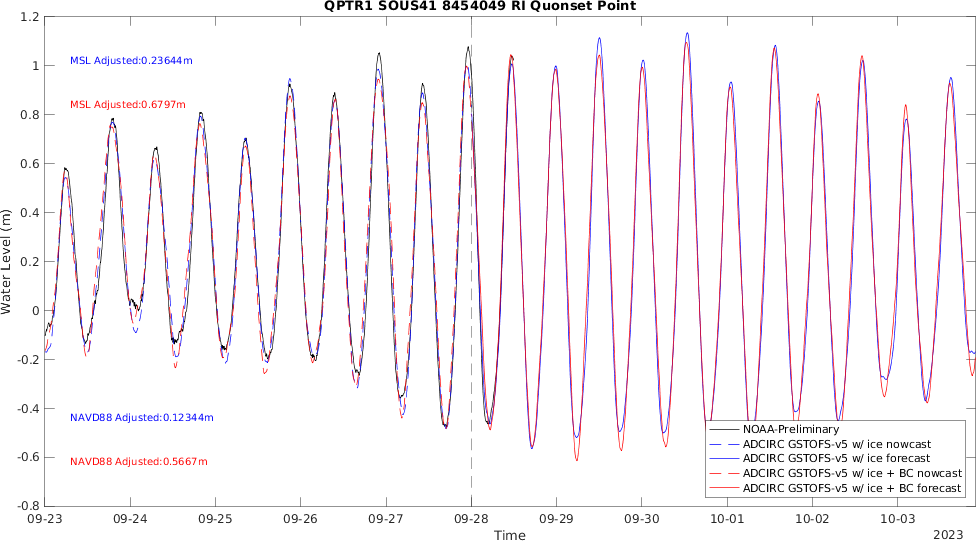 QPTR1 SOUS41 8454049 RI Quonset Point
1.2
1
0.8
0.6
0.4
0.2
0
-0.2
-0.4
-0.6
-0.8
Water Level (m)
MSL Adjusted:0.23644m
MSL Adjusted:0.6797m
NAVD88 Adjusted:0.12344m
NAVD88 Adjusted:0.5667m
NOAA-Preliminary
ADCIRC GSTOFS-v5 w/ ice nowcast
ADCIRC GSTOFS-v5 w/ ice forecast
ADCIRC GSTOFS-v5 w/ ice + BC nowcast
ADCIRC GSTOFS-v5 w/ ice + BC forecast
09-23 09-24 09-25 09-26 09-27 09-28 09-29 09-30 10-01 10-02 10-03
Time
2023